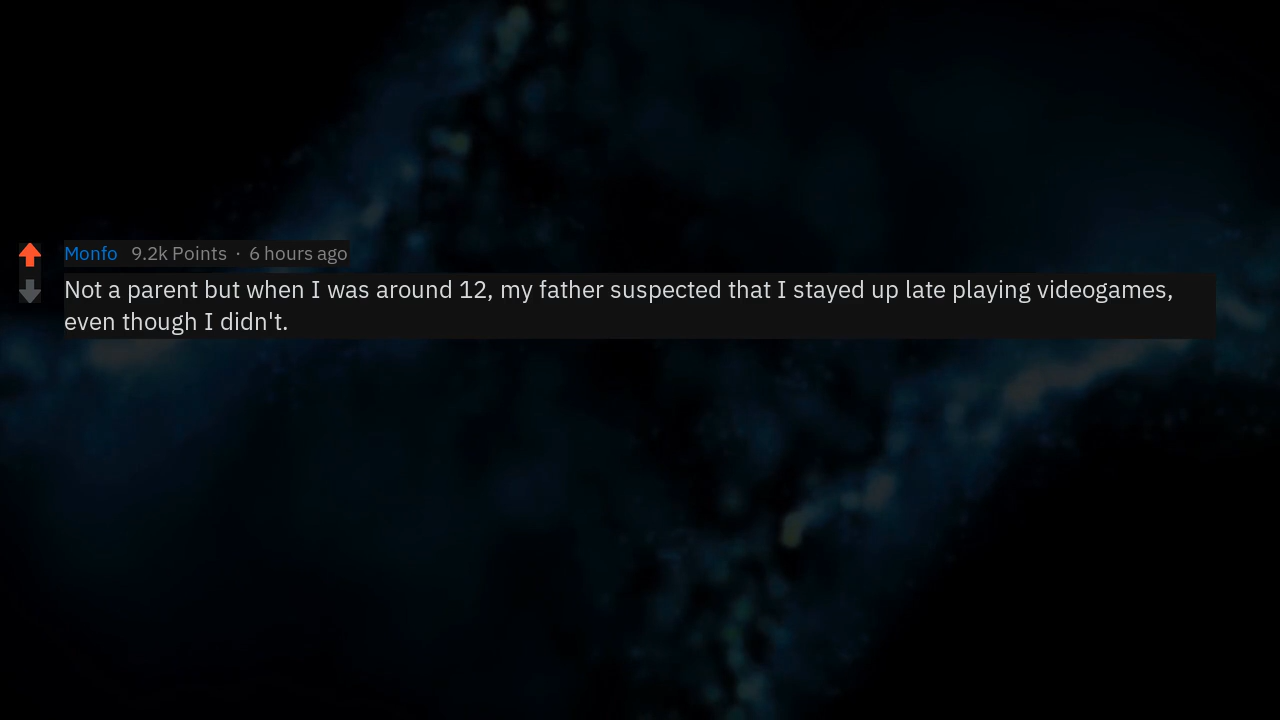 Monfo 9.2k Points · 6 hours ago
Not a parent but when I was around 12, my father suspected that I stayed up late playing videogames,
even though I didn't.